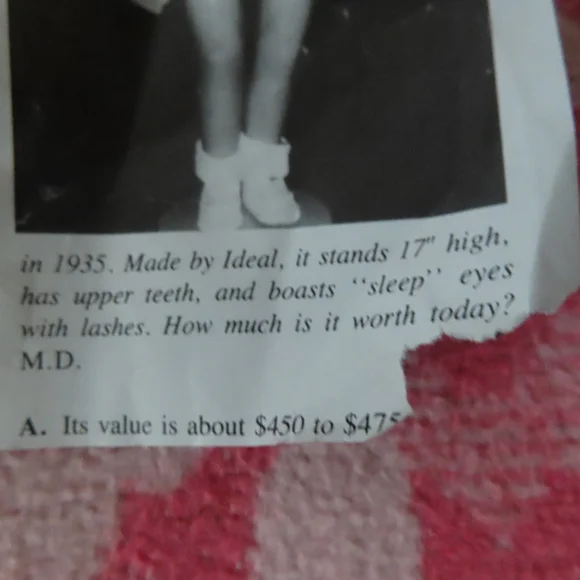 in 1935. Made by Ideal, it stands 17" high,
has upper teeth, and boasts "sleep" eyes
with lashes. How much is it worth today?
M.D.
A. Its value is about $450 to $475